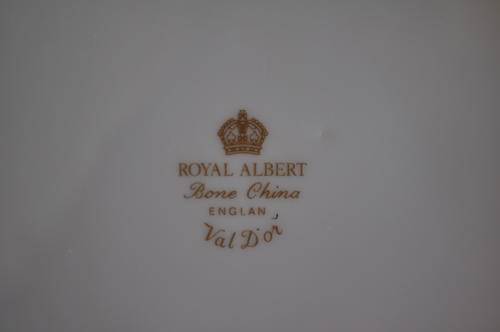 ROYAL ALBERT
Bone China
ENGLAN
Val D'or